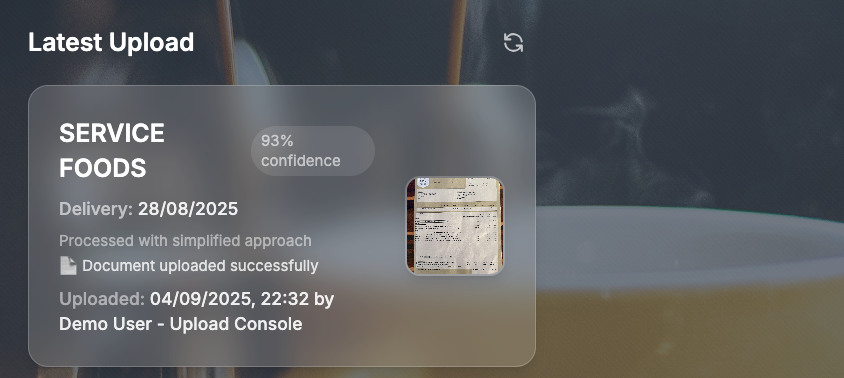 Latest Upload
SERVICE
FOODS
93%
confidence
Delivery: 28/08/2025
Processed with simplified approach
Document uploaded successfully
Uploaded: 04/09/2025, 22:32 by
Demo User - Upload Console